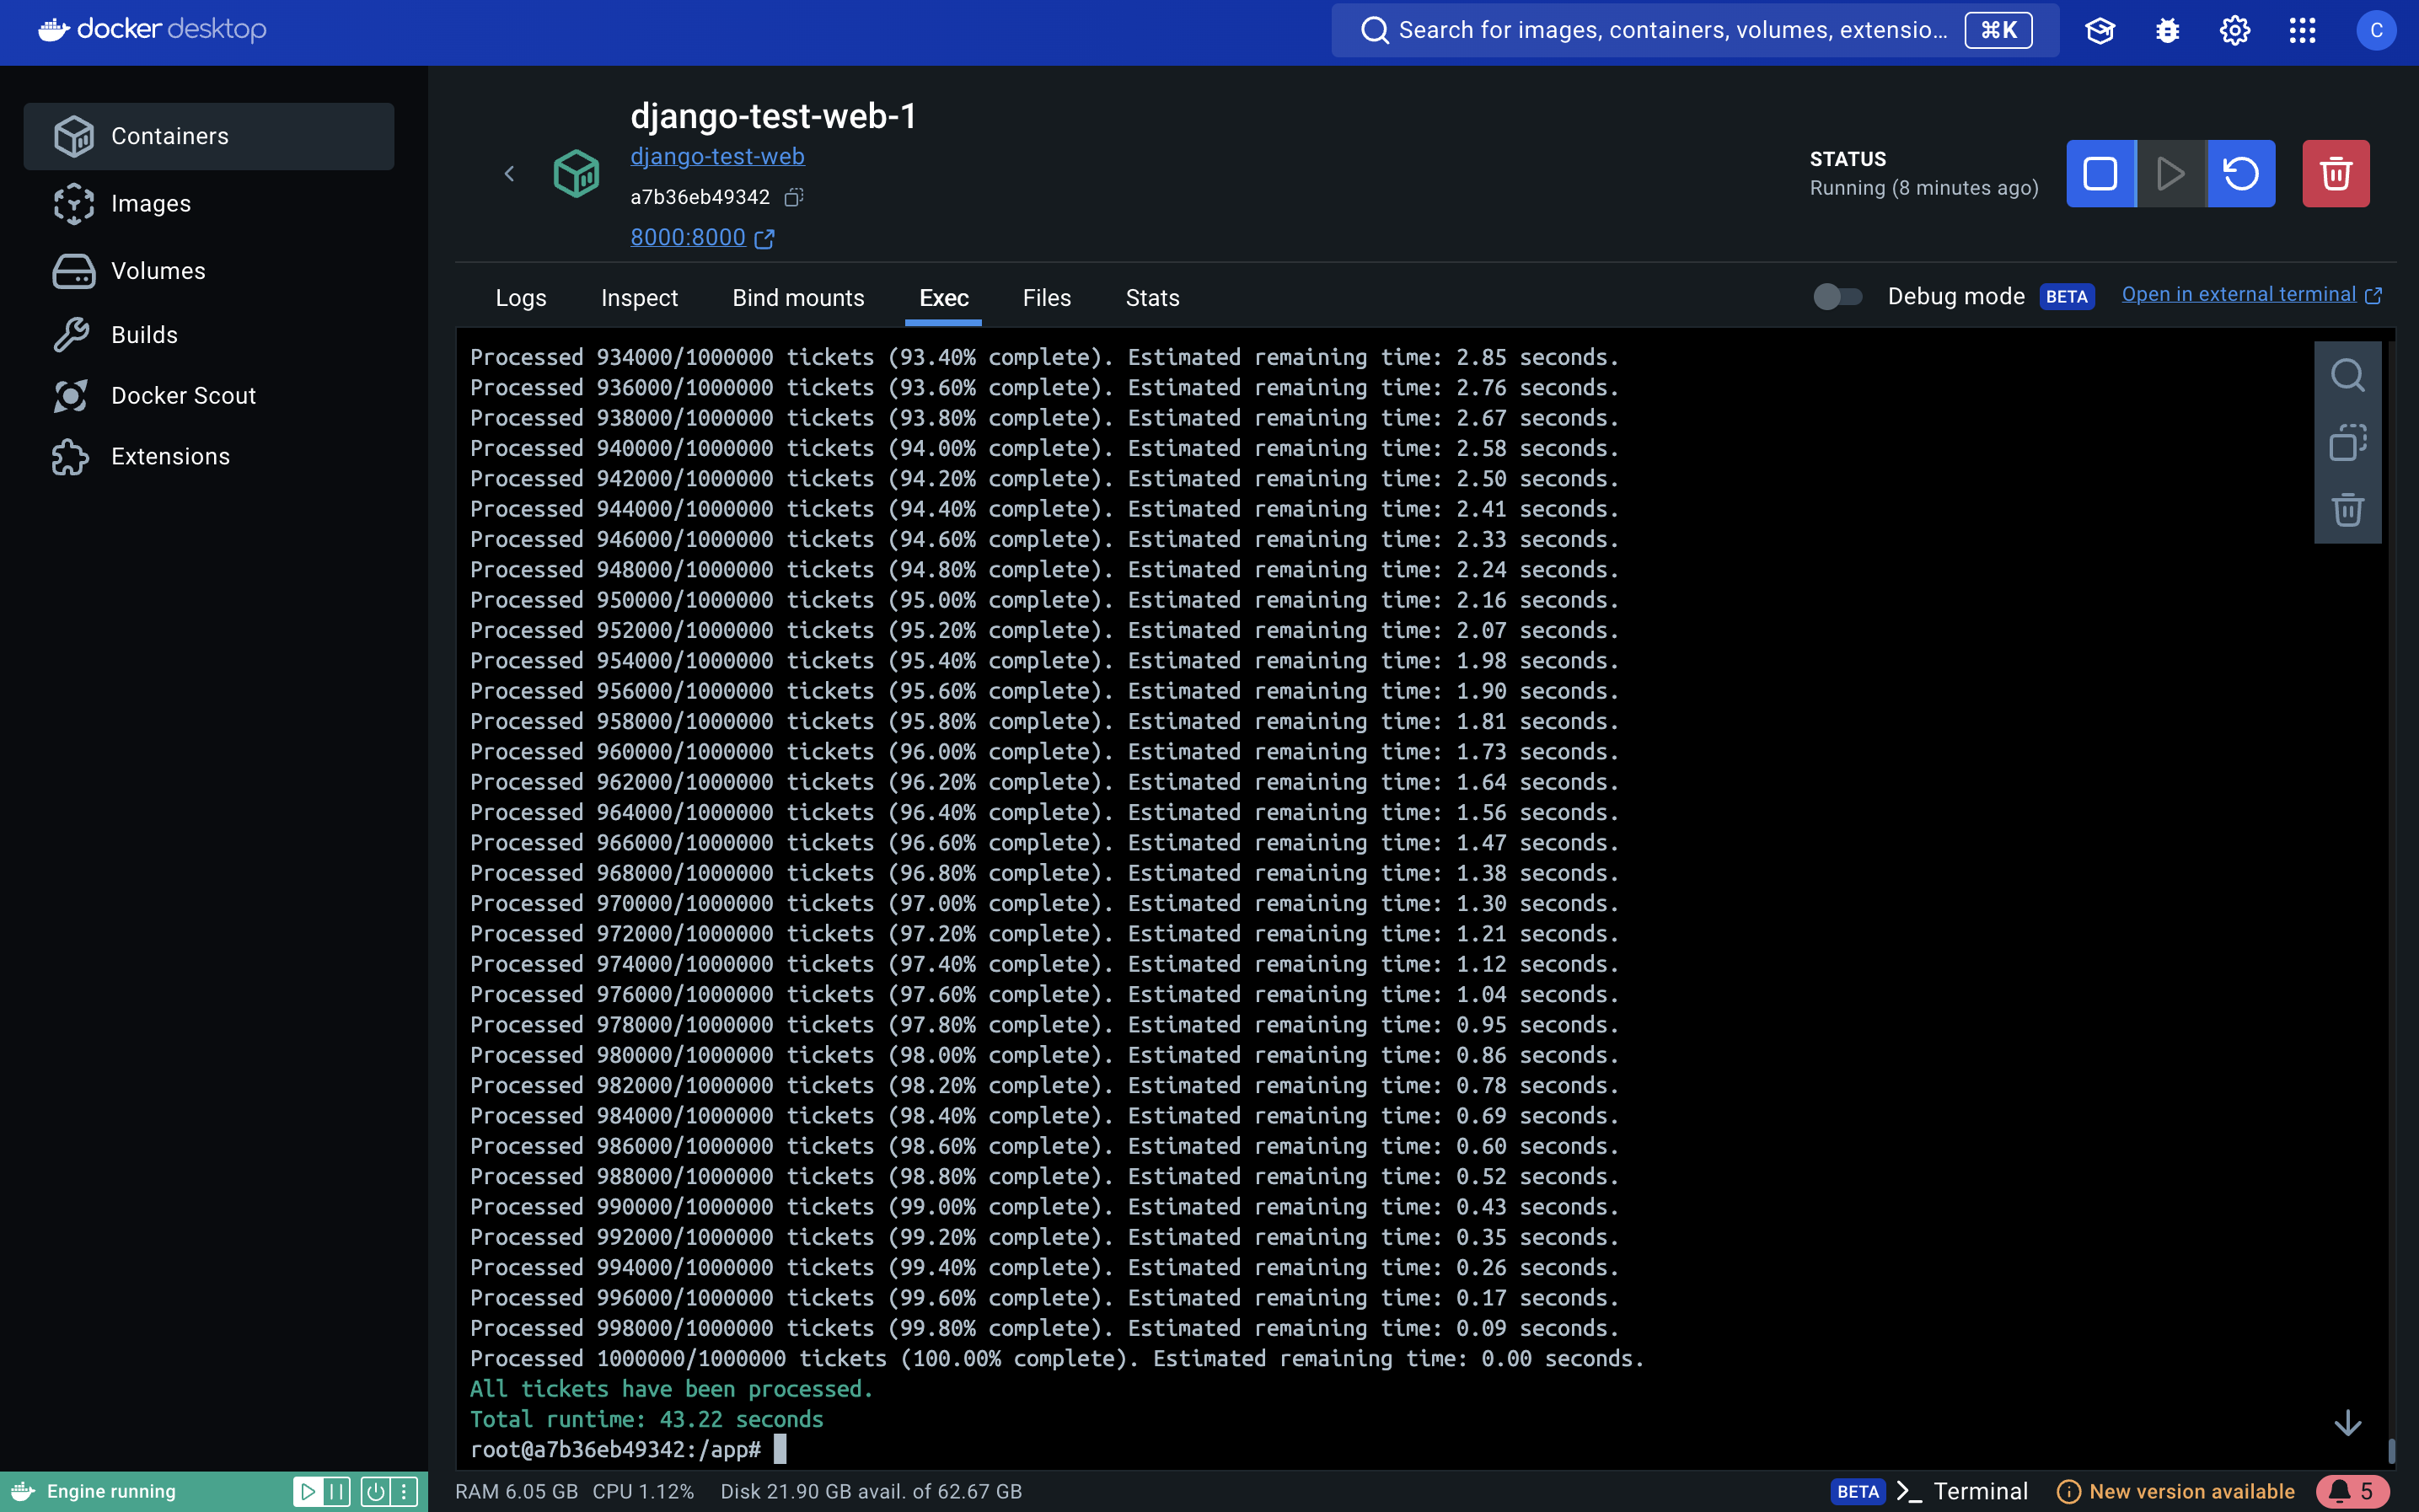 docker desktop
Search for images, containers, volumes, extensio... ⌘K
C
Containers
Images
Volumes
Builds
Docker Scout
Extensions
django-test-web-1
django-test-web
a7b36eb49342
8000:8000
STATUS
Running (8 minutes ago)
Logs Inspect Bind mounts Exec Files Stats
Debug mode BETA Open in external terminal
Processed 934000/1000000 tickets (93.40% complete). Estimated remaining time: 2.85 seconds.
Processed 936000/1000000 tickets (93.60% complete). Estimated remaining time: 2.76 seconds.
Processed 938000/1000000 tickets (93.80% complete). Estimated remaining time: 2.67 seconds.
Processed 940000/1000000 tickets (94.00% complete). Estimated remaining time: 2.58 seconds.
Processed 942000/1000000 tickets (94.20% complete). Estimated remaining time: 2.50 seconds.
Processed 944000/1000000 tickets (94.40% complete). Estimated remaining time: 2.41 seconds.
Processed 946000/1000000 tickets (94.60% complete). Estimated remaining time: 2.33 seconds.
Processed 948000/1000000 tickets (94.80% complete). Estimated remaining time: 2.24 seconds.
Processed 950000/1000000 tickets (95.00% complete). Estimated remaining time: 2.16 seconds.
Processed 952000/1000000 tickets (95.20% complete). Estimated remaining time: 2.07 seconds.
Processed 954000/1000000 tickets (95.40% complete). Estimated remaining time: 1.98 seconds.
Processed 956000/1000000 tickets (95.60% complete). Estimated remaining time: 1.90 seconds.
Processed 958000/1000000 tickets (95.80% complete). Estimated remaining time: 1.81 seconds.
Processed 960000/1000000 tickets (96.00% complete). Estimated remaining time: 1.73 seconds.
Processed 962000/1000000 tickets (96.20% complete). Estimated remaining time: 1.64 seconds.
Processed 964000/1000000 tickets (96.40% complete). Estimated remaining time: 1.56 seconds.
Processed 966000/1000000 tickets (96.60% complete). Estimated remaining time: 1.47 seconds.
Processed 968000/1000000 tickets (96.80% complete). Estimated remaining time: 1.38 seconds.
Processed 970000/1000000 tickets (97.00% complete). Estimated remaining time: 1.30 seconds.
Processed 972000/1000000 tickets (97.20% complete). Estimated remaining time: 1.21 seconds.
Processed 974000/1000000 tickets (97.40% complete). Estimated remaining time: 1.12 seconds.
Processed 976000/1000000 tickets (97.60% complete). Estimated remaining time: 1.04 seconds.
Processed 978000/1000000 tickets (97.80% complete). Estimated remaining time: 0.95 seconds.
Processed 980000/1000000 tickets (98.00% complete). Estimated remaining time: 0.86 seconds.
Processed 982000/1000000 tickets (98.20% complete). Estimated remaining time: 0.78 seconds.
Processed 984000/1000000 tickets (98.40% complete). Estimated remaining time: 0.69 seconds.
Processed 986000/1000000 tickets (98.60% complete). Estimated remaining time: 0.60 seconds.
Processed 988000/1000000 tickets (98.80% complete). Estimated remaining time: 0.52 seconds.
Processed 990000/1000000 tickets (99.00% complete). Estimated remaining time: 0.43 seconds.
Processed 992000/1000000 tickets (99.20% complete). Estimated remaining time: 0.35 seconds.
Processed 994000/1000000 tickets (99.40% complete). Estimated remaining time: 0.26 seconds.
Processed 996000/1000000 tickets (99.60% complete). Estimated remaining time: 0.17 seconds.
Processed 998000/1000000 tickets (99.80% complete). Estimated remaining time: 0.09 seconds.
Processed 1000000/1000000 tickets (100.00% complete). Estimated remaining time: 0.00 seconds.
All tickets have been processed.
Total runtime: 43.22 seconds
root@a7b36eb49342:/app#
Engine running
RAM 6.05 GB CPU 1.12% Disk 21.90 GB avail. of 62.67 GB
BETA >_ Terminal
New version available
5